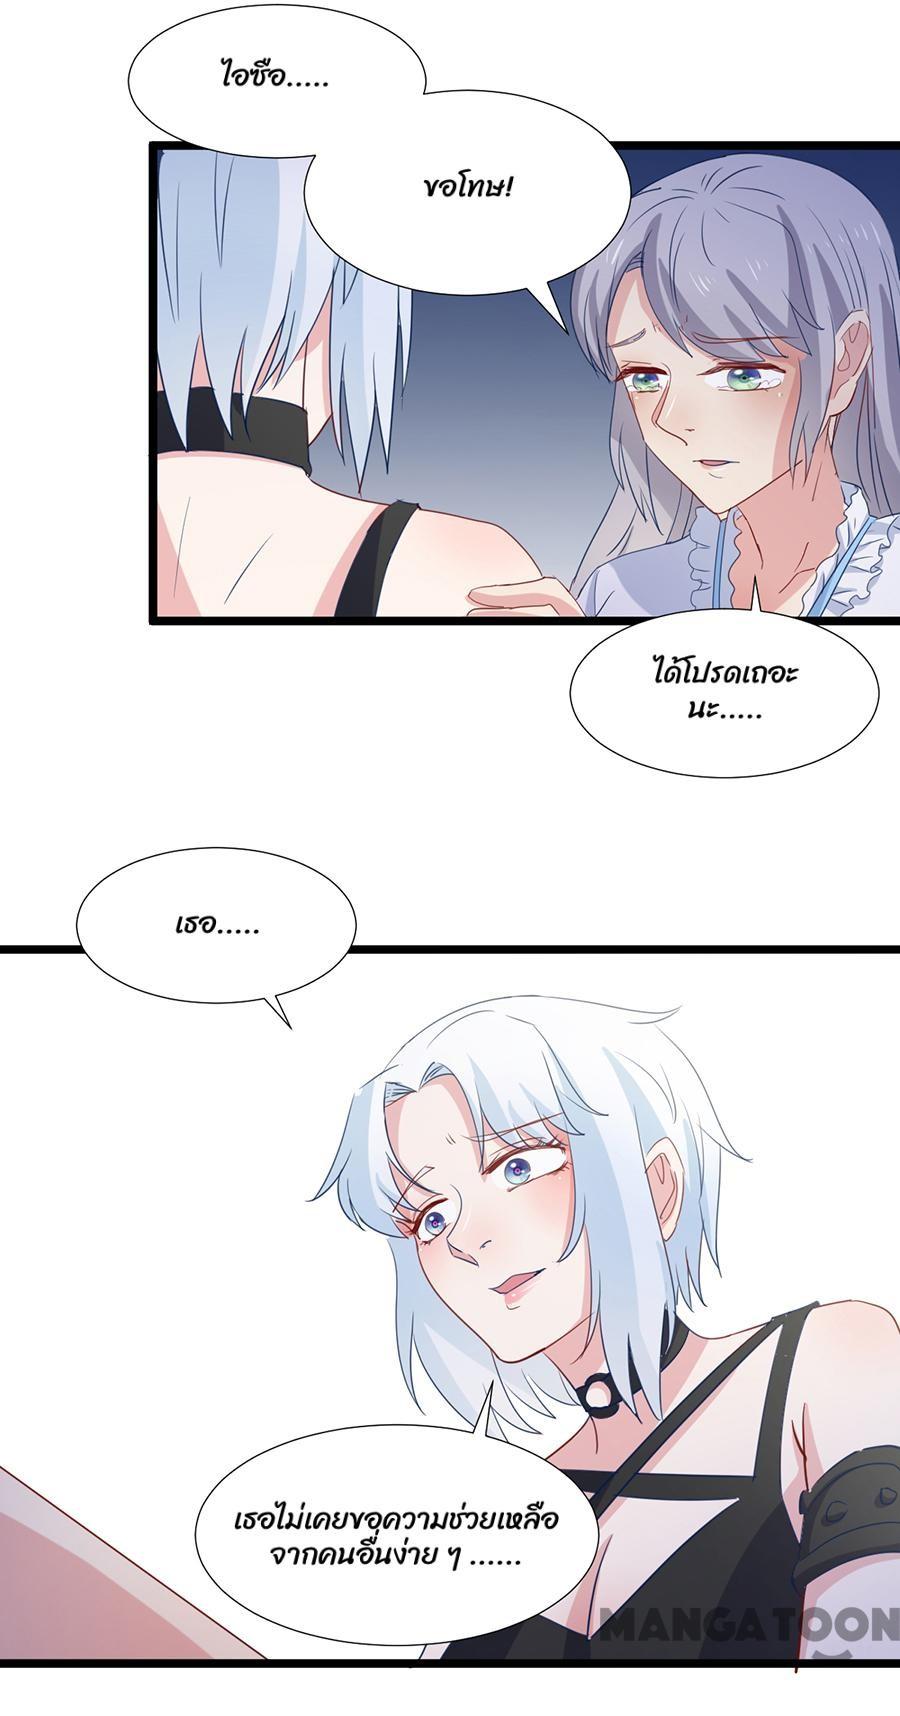 ไอซือ.....
ขอโทษ!
ได้โปรดเถอะ
นะ.....
เธอ.....
เธอไม่เคยขอความช่วยเหลือ
จากคนอื่นง่าย ๆ ......
MANGATOON